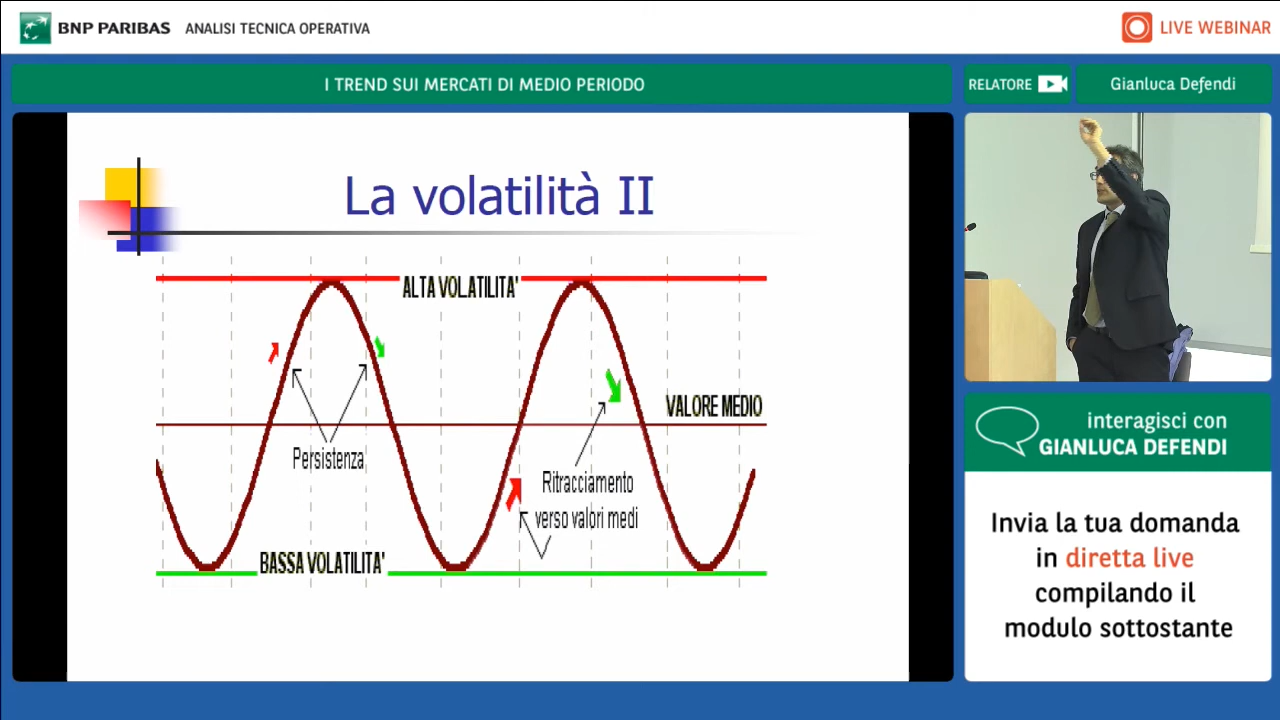 BNP PARIBAS ANALISI TECNICA OPERATIVA
LIVE WEBINAR
I TREND SUI MERCATI DI MEDIO PERIODO
RELATORE
Gianluca Defendi
La volatilità II
ALTA VOLATILITA'
VALORE MEDIO
Persistenza
Ritracciamento
verso valori medi
BASSA VOLATILITA'
interagisci con
GIANLUCA DEFENDI
Invia la tua domanda
in diretta live
compilando il
modulo sottostante